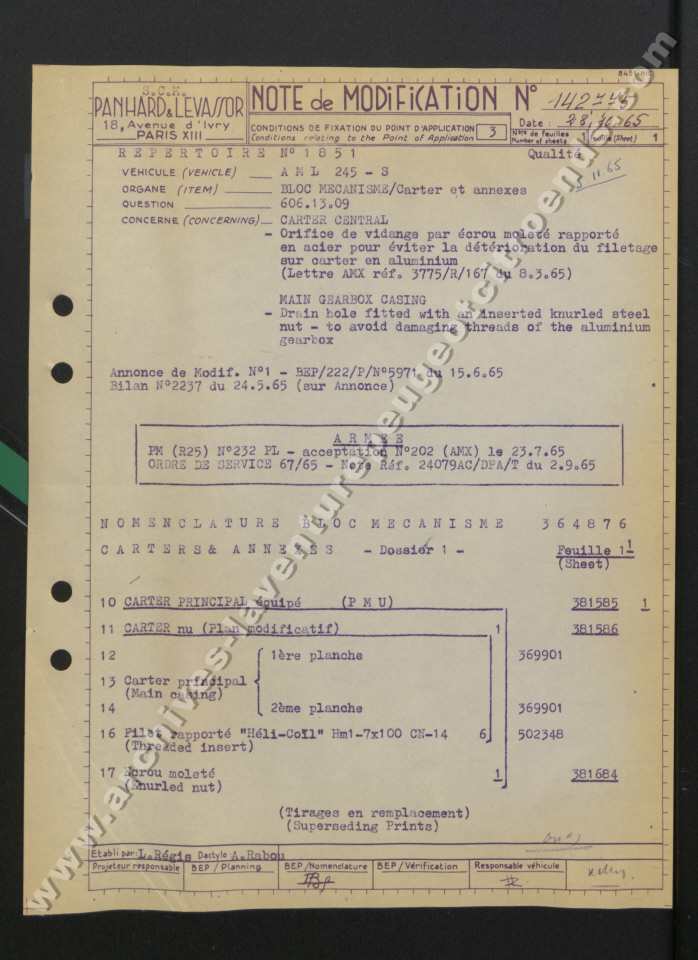 S.C.M.
PANHARD & LEVASSOR
18, Avenue d'Ivry
PARIS XIII
NOTE de MODiFiCATION N°
Date : 28.10.65
CONDITIONS DE FIXATION DU POINT D'APPLICATION 3
Conditions relating to the Point of Application
Nbre de feuilles 1 feuille (Sheet) 1
Number of sheets
REPERTOIRE N°1851 Qualité
11.65
VEHICULE (VEHICLE) AML 245 - S
ORGANE (ITEM) BLOC MECANISME/Carter et annexes
QUESTION 606.13.09
CONCERNE (CONCERNING) CARTER CENTRAL
- Orifice de vidange par écrou moleté rapporté
en acier pour éviter la détérioration du filetage
sur carter en aluminium
(Lettre AMX réf. 3775/R/167 du 8.3.65)
MAIN GEARBOX CASING
- Drain hole fitted with an inserted knurled steel
nut - to avoid damaging threads of the aluminium
gearbox
Annonce de Modif. N°1 - BEP/222/P/N°5971 du 15.6.65
Bilan N°2237 du 24.5.65 (sur Annonce)
ARMEE
PM (R25) N°232 PL - acceptation N°202 (AMX) le 23.7.65
ORDRE DE SERVICE 67/65 - Note Réf. 24079AC/DPA/T du 2.9.65
NOMENCLATURE BLOC MECANISME 364876
CARTERS & ANNEXES - Dossier 1 - Feuille 11
(Sheet)
10 CARTER PRINCIPAL équipé (PMU) 381585 1
11 CARTER nu (Plan modificatif) 1 381586
12 1ère planche 369901
13 Carter principal
(Main casing)
14 2ème planche 369901
16 Filet rapporté "Héli-Coïl" Hm1-7x100 CN-14 6 502348
(Threaded insert)
17 Ecrou moleté 1 381684
(Knurled nut)
(Tirages en remplacement)
(Superseding Prints)
Etabli par: L.Régis Dactylo A.Rabou
Projeteur responsable BEP / Planning BEP /Nomenclature BEP / Vérification Responsable véhicule
www.archives-laventurepeugeotcitroends.com